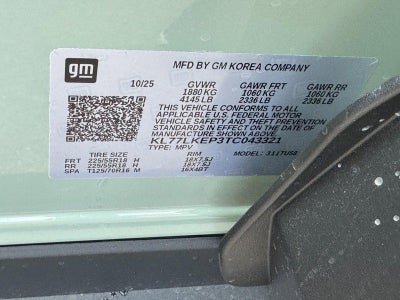 gm
MFD BY GM KOREA COMPANY
10/25 GVWR GAWR FRT GAWR RR
1880 KG 1060 KG 1060 KG
4145 LB 2336 LB 2336 LB
THIS VEHICLE CONFORMS TO ALL
APPLICABLE U.S. FEDERAL MOTOR
VEHICLE SAFETY AND THEFT PREVENTION
STANDARDS IN EFFECT ON THE DATE OF
MANUFACTURE SHOWN ABOVE.
KL77LKEP3TC043321
TYPE: MPV MODEL: 311TUS8
TIRE SIZE RIM
FRT 225/55R18 H 18X7.5J
RR 225/55R18 H 18X7.5J
SPA T125/70R16 M 16X4BT